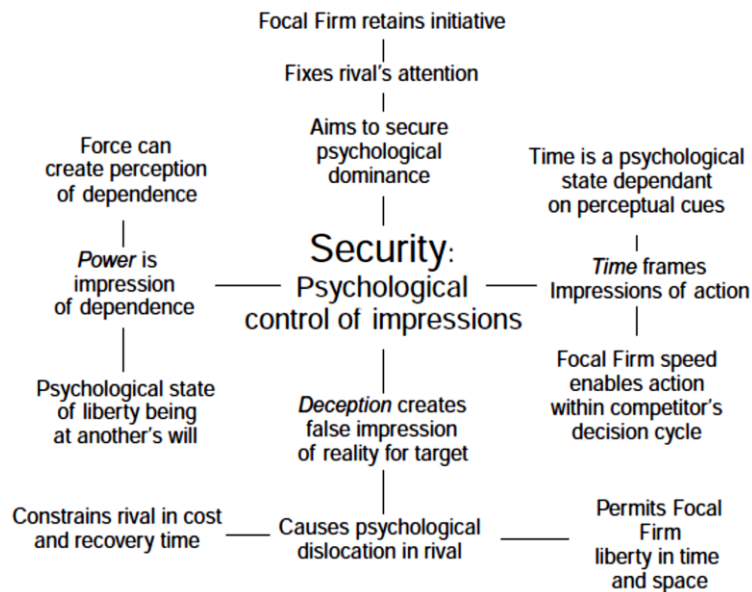 Focal Firm retains initiative
Fixes rival's attention
Aims to secure
psychological
dominance
Force can
create perception
of dependence
Time is a psychological
state dependant
on perceptual cues
Security:
Psychological
control of impressions
Power is
impression
of dependence
Time frames
Impressions of action
Psychological state
of liberty being
at another's will
Deception creates
false impression
of reality for target
Focal Firm speed
enables action
within competitor's
decision cycle
Constrains rival in cost
and recovery time
Causes psychological
dislocation in rival
Permits Focal
Firm
liberty in time
and space